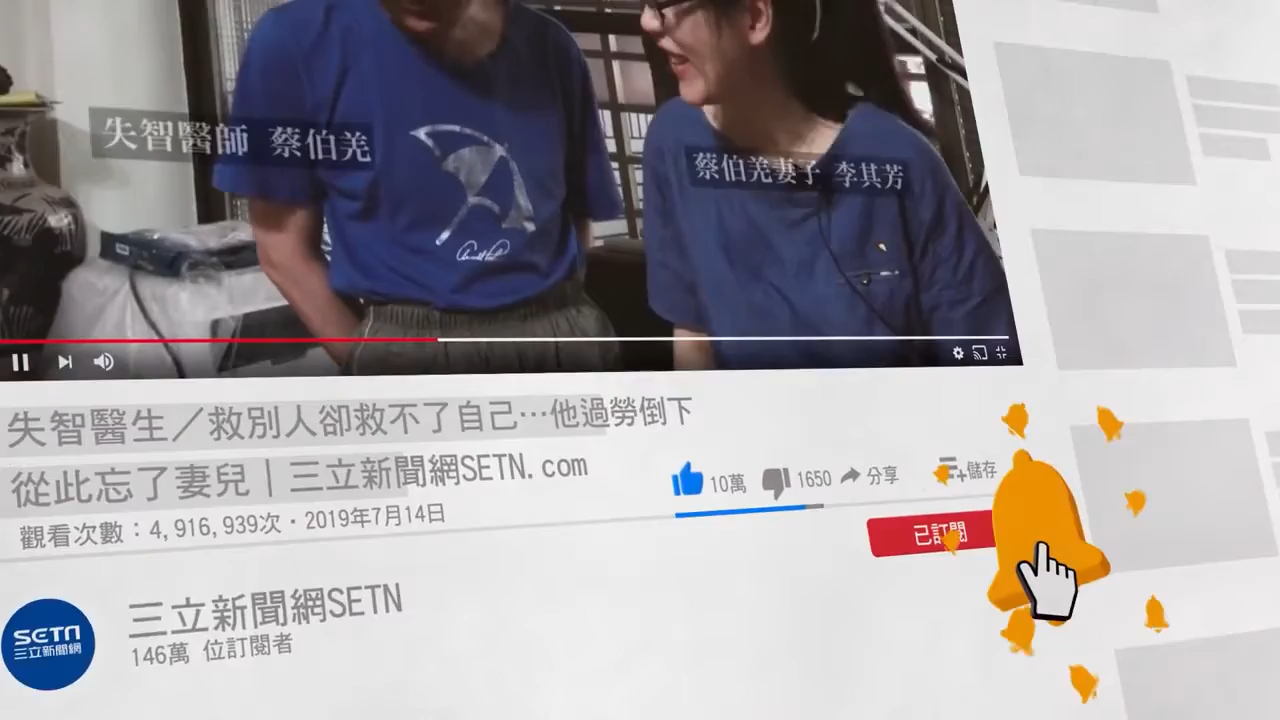 失智醫師 蔡伯羌
蔡伯羌妻子 李其芳
失智醫生／救別人卻救不了自己…他過勞倒下
從此忘了妻兒｜三立新聞網SETN.com
10萬
1650
分享
儲存
觀看次數：4,916,939次·2019年7月14日
已訂閱
SETN
三立新聞網
三立新聞網SETN
146萬 位訂閱者